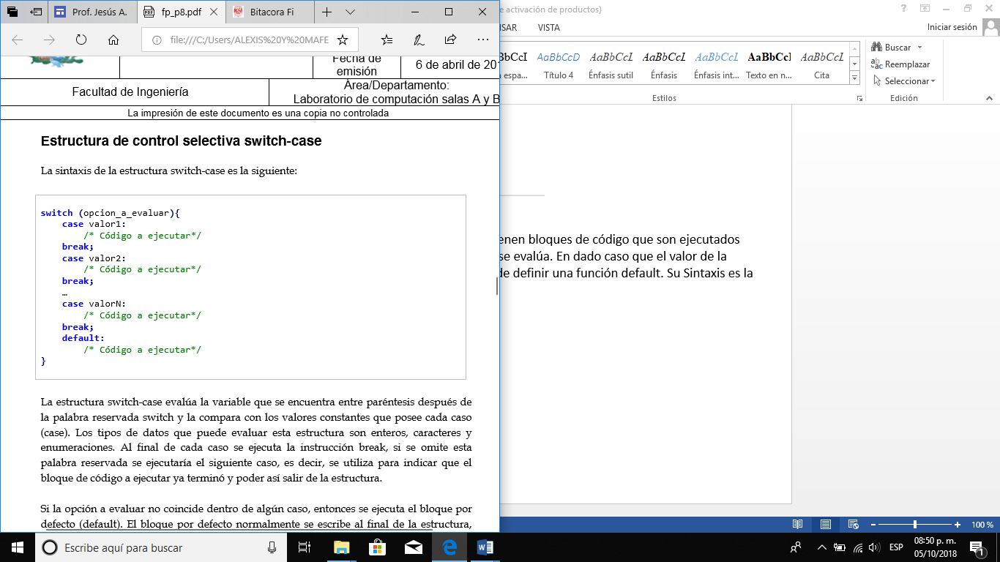 Prof. Jesús A.
fp_p8.pdf
Bitacora Fi
file:///C:/Users/ALEXIS%20Y%20MAFE
Fecha de
emisión
6 de abril de 201
Facultad de Ingeniería
Área/Departamento:
Laboratorio de computación salas A y B
La impresión de este documento es una copia no controlada
Estructura de control selectiva switch-case
La sintaxis de la estructura switch-case es la siguiente:
switch (opcion_a_evaluar){
case valor1:
/* Código a ejecutar*/
break;
case valor2:
/* Código a ejecutar*/
break;
…
case valorN:
/* Código a ejecutar*/
break;
default:
/* Código a ejecutar*/
}
La estructura switch-case evalúa la variable que se encuentra entre paréntesis después de
la palabra reservada switch y la compara con los valores constantes que posee cada caso
(case). Los tipos de datos que puede evaluar esta estructura son enteros, caracteres y
enumeraciones. Al final de cada caso se ejecuta la instrucción break, si se omite esta
palabra reservada se ejecutaría el siguiente caso, es decir, se utiliza para indicar que el
bloque de código a ejecutar ya terminó y poder así salir de la estructura.
Si la opción a evaluar no coincide dentro de algún caso, entonces se ejecuta el bloque por
defecto (default). El bloque por defecto normalmente se escribe al final de la estructura,
e activación de productos)
SAR VISTA
Iniciar sesión
BbCcI AaBbCcD AaBbCcL AaBbCcL AaBbCcL AaBbCcI AaBbCcL
espa... Título 4 Énfasis sutil Énfasis Énfasis int... Texto en n... Cita
Estilos
Buscar
Reemplazar
Seleccionar
Edición
enen bloques de código que son ejecutados
se evalúa. En dado caso que el valor de la
de definir una función default. Su Sintaxis es la
100 %
Escribe aquí para buscar
ESP
08:50 p. m.
05/10/2018
1